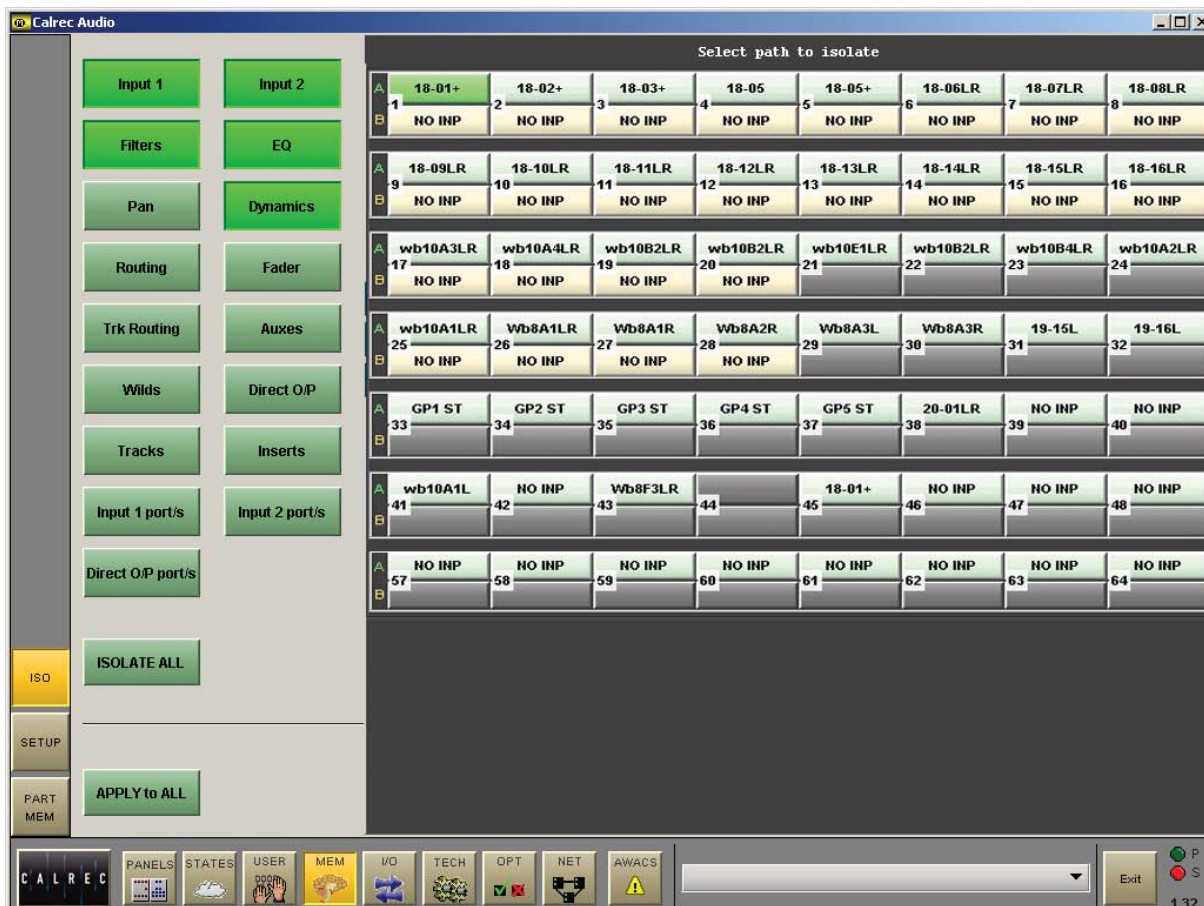 Calrec Audio
Select path to isolate
Input 1 Input 2
Filters EQ
Pan Dynamics
Routing Fader
Trk Routing Auxes
Wilds Direct O/P
Tracks Inserts
Input 1 port/s Input 2 port/s
Direct O/P port/s
ISOLATE ALL
APPLY to ALL
ISO
SETUP
PART MEM
A 18-01+ 18-02+ 18-03+ 18-05 18-05+ 18-06LR 18-07LR 18-08LR
1 2 3 4 5 6 7 8
B NO INP NO INP NO INP NO INP NO INP NO INP NO INP NO INP
A 18-09LR 18-10LR 18-11LR 18-12LR 18-13LR 18-14LR 18-15LR 18-16LR
9 10 11 12 13 14 15 16
B NO INP NO INP NO INP NO INP NO INP NO INP NO INP NO INP
A wb10A3LR wb10A4LR wb10B2LR wb10B2LR wb10E1LR wb10B2LR wb10B4LR wb10A2LR
17 18 19 20 21 22 23 24
B NO INP NO INP NO INP NO INP
A wb10A1LR Wb8A1LR Wb8A1R Wb8A2R Wb8A3L Wb8A3R 19-15L 19-16L
25 26 27 28 29 30 31 32
B NO INP NO INP NO INP NO INP
A GP1 ST GP2 ST GP3 ST GP4 ST GP5 ST 20-01LR NO INP NO INP
33 34 35 36 37 38 39 40
B
A wb10A1L NO INP Wb8F3LR 18-01+ NO INP NO INP NO INP
41 42 43 44 45 46 47 48
B
A NO INP NO INP NO INP NO INP NO INP NO INP NO INP NO INP
57 58 59 60 61 62 63 64
B
CALREC PANELS STATES USER MEM I/O TECH OPT NET AWACS Exit
P
S
1.32